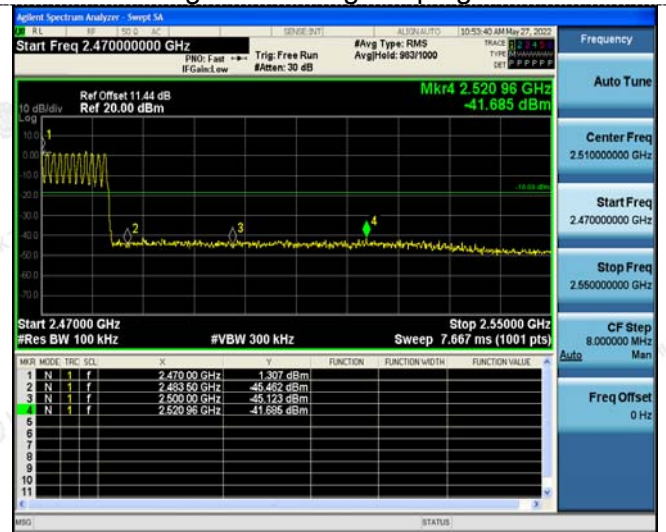 Agilent Spectrum Analyzer - Swept SA
RL RF 50 Ω AC SENSE:INT ALIGN AUTO 10:53:40 AM May 27, 2022
Start Freq 2.470000000 GHz
PNO: Fast
IFGain:Low
Trig: Free Run
#Atten: 30 dB
#Avg Type: RMS
Avg|Hold: 983/1000
TRACE 1 2 3 4 5 6
TYPE
DET P P P P P P
Frequency
Ref Offset 11.44 dB
10 dB/div Ref 20.00 dBm
Log
Mkr4 2.520 96 GHz
-41.685 dBm
Auto Tune
Center Freq
2.510000000 GHz
Start Freq
2.470000000 GHz
Stop Freq
2.550000000 GHz
CF Step
8.000000 MHz
Auto Man
Freq Offset
0 Hz
10.0
0.00
-10.0
-20.0
-30.0
-40.0
-50.0
-60.0
-70.0
1
2
3
4
Start 2.47000 GHz Stop 2.55000 GHz
#Res BW 100 kHz #VBW 300 kHz Sweep 7.667 ms (1001 pts)
MKR MODE TRC SCL X Y FUNCTION FUNCTION WIDTH FUNCTION VALUE
1 N 1 f 2.470 00 GHz 1.307 dBm
2 N 1 f 2.483 50 GHz -45.462 dBm
3 N 1 f 2.500 00 GHz -45.123 dBm
4 N 1 f 2.520 96 GHz -41.685 dBm
5
6
7
8
9
10
11
MSG STATUS